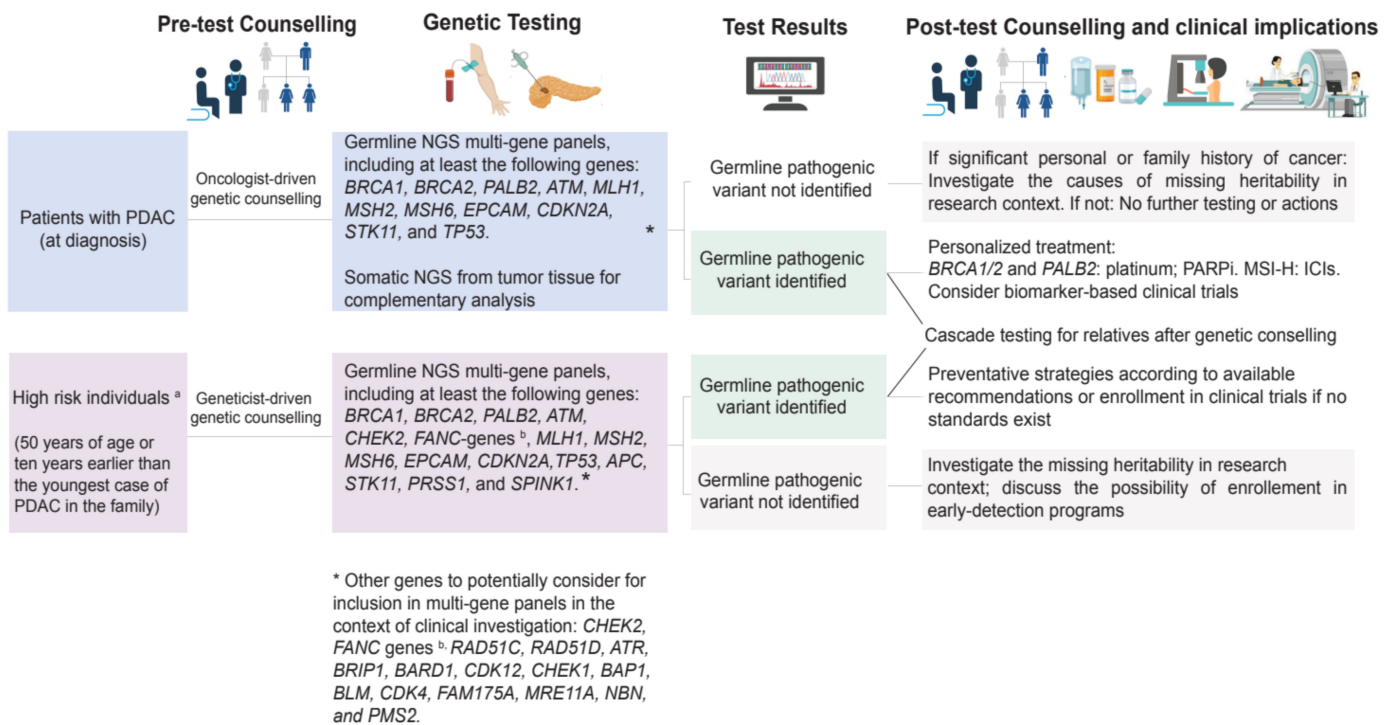 Pre-test Counselling
Genetic Testing
Test Results
Post-test Counselling and clinical implications
Patients with PDAC
(at diagnosis)
Oncologist-driven
genetic counselling
Germline NGS multi-gene panels,
including at least the following genes:
BRCA1, BRCA2, PALB2, ATM, MLH1,
MSH2, MSH6, EPCAM, CDKN2A,
STK11, and TP53.
*
Somatic NGS from tumor tissue for
complementary analysis
Germline pathogenic
variant not identified
If significant personal or family history of cancer:
Investigate the causes of missing heritability in
research context. If not: No further testing or actions
Germline pathogenic
variant identified
Personalized treatment:
BRCA1/2 and PALB2: platinum; PARPi. MSI-H: ICIs.
Consider biomarker-based clinical trials
Cascade testing for relatives after genetic conselling
High risk individuals a
(50 years of age or
ten years earlier than
the youngest case of
PDAC in the family)
Geneticist-driven
genetic counselling
Germline NGS multi-gene panels,
including at least the following genes:
BRCA1, BRCA2, PALB2, ATM,
CHEK2, FANC-genes b, MLH1, MSH2,
MSH6, EPCAM, CDKN2A,TP53, APC,
STK11, PRSS1, and SPINK1.*
Germline pathogenic
variant identified
Preventative strategies according to available
recommendations or enrollment in clinical trials if no
standards exist
Germline pathogenic
variant not identified
Investigate the missing heritability in research
context; discuss the possibility of enrollement in
early-detection programs
* Other genes to potentially consider for
inclusion in multi-gene panels in the
context of clinical investigation: CHEK2,
FANC genes b, RAD51C, RAD51D, ATR,
BRIP1, BARD1, CDK12, CHEK1, BAP1,
BLM, CDK4, FAM175A, MRE11A, NBN,
and PMS2.